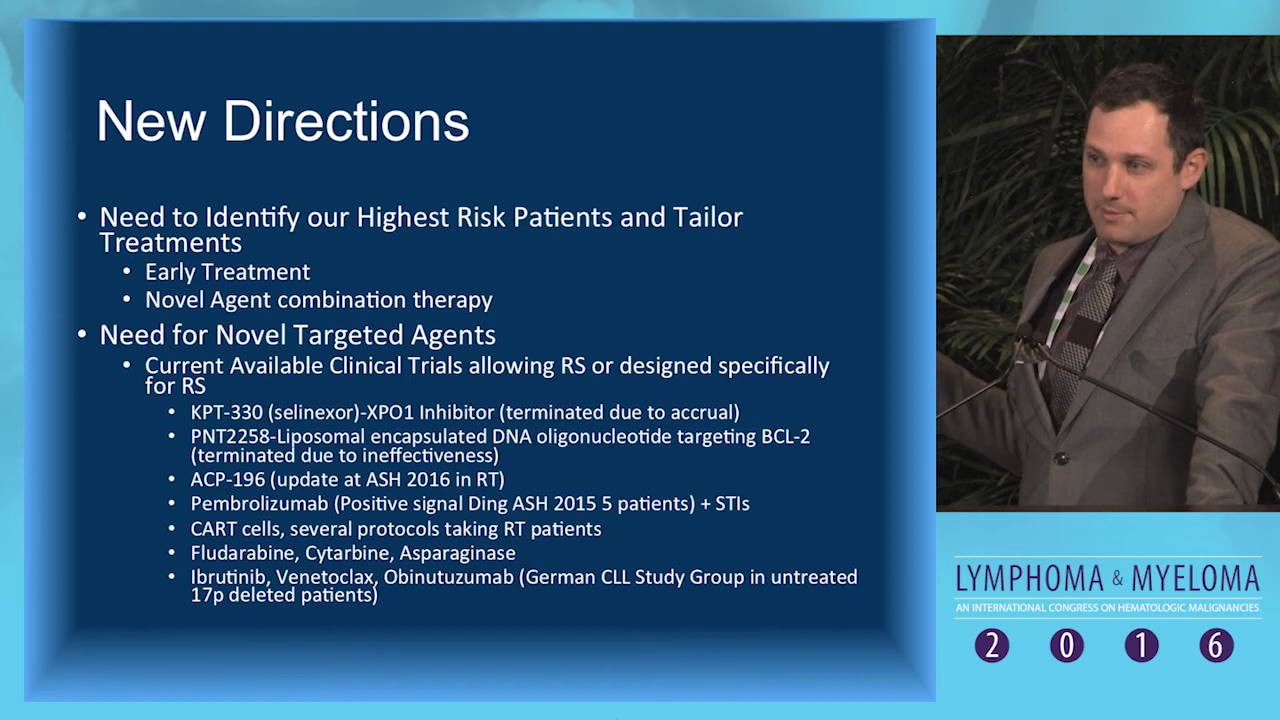 New Directions
• Need to Identify our Highest Risk Patients and Tailor
Treatments
• Early Treatment
• Novel Agent combination therapy
• Need for Novel Targeted Agents
• Current Available Clinical Trials allowing RS or designed specifically
for RS
• KPT-330 (selinexor)-XPO1 Inhibitor (terminated due to accrual)
• PNT2258-Liposomal encapsulated DNA oligonucleotide targeting BCL-2
(terminated due to ineffectiveness)
• ACP-196 (update at ASH 2016 in RT)
• Pembrolizumab (Positive signal Ding ASH 2015 5 patients) + STIs
• CART cells, several protocols taking RT patients
• Fludarabine, Cytarbine, Asparaginase
• Ibrutinib, Venetoclax, Obinutuzumab (German CLL Study Group in untreated
17p deleted patients)
LYMPHOMA & MYELOMA
AN INTERNATIONAL CONGRESS ON HEMATOLOGIC MALIGNANCIES
2 0 1 6